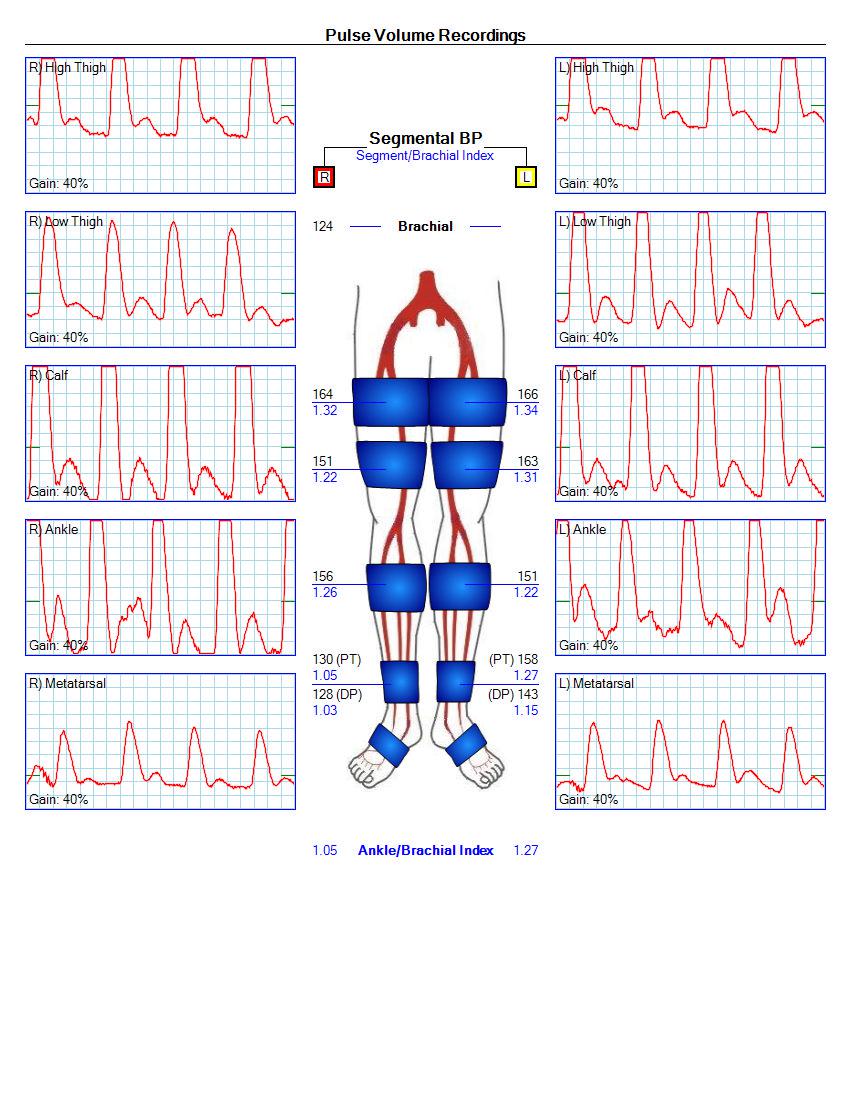 Pulse Volume Recordings
R) High Thigh
Gain: 40%
L) High Thigh
Gain: 40%
Segmental BP
Segment/Brachial Index
R
L
R) Low Thigh
Gain: 40%
124 Brachial
L) Low Thigh
Gain: 40%
R) Calf
Gain: 40%
164 166
1.32 1.34
151 163
1.22 1.31
L) Calf
Gain: 40%
R) Ankle
Gain: 40%
156 151
1.26 1.22
L) Ankle
Gain: 40%
130 (PT) (PT) 158
1.05 1.27
128 (DP) (DP) 143
1.03 1.15
R) Metatarsal
Gain: 40%
L) Metatarsal
Gain: 40%
1.05 Ankle/Brachial Index 1.27